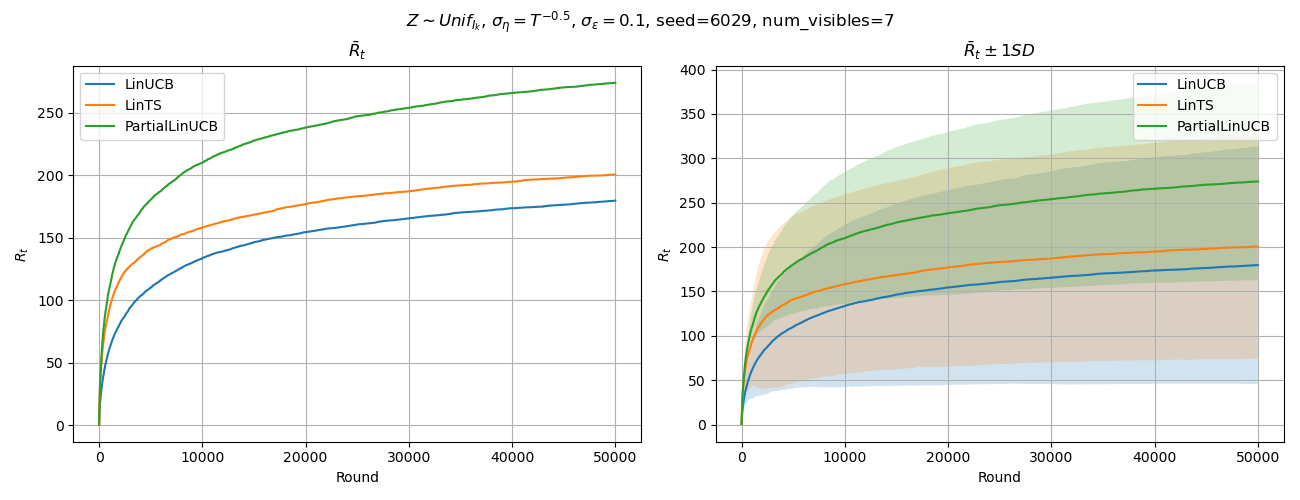 Z ∼ Unif_{I_k}, σ_η = T^{−0.5}, σ_ε = 0.1, seed=6029, num_visibles=7
R̄_t
LinUCB
LinTS
PartialLinUCB
R_t
250
200
150
100
50
0
0 10000 20000 30000 40000 50000
Round
R̄_t ± 1SD
LinUCB
LinTS
PartialLinUCB
R_t
400
350
300
250
200
150
100
50
0
0 10000 20000 30000 40000 50000
Round